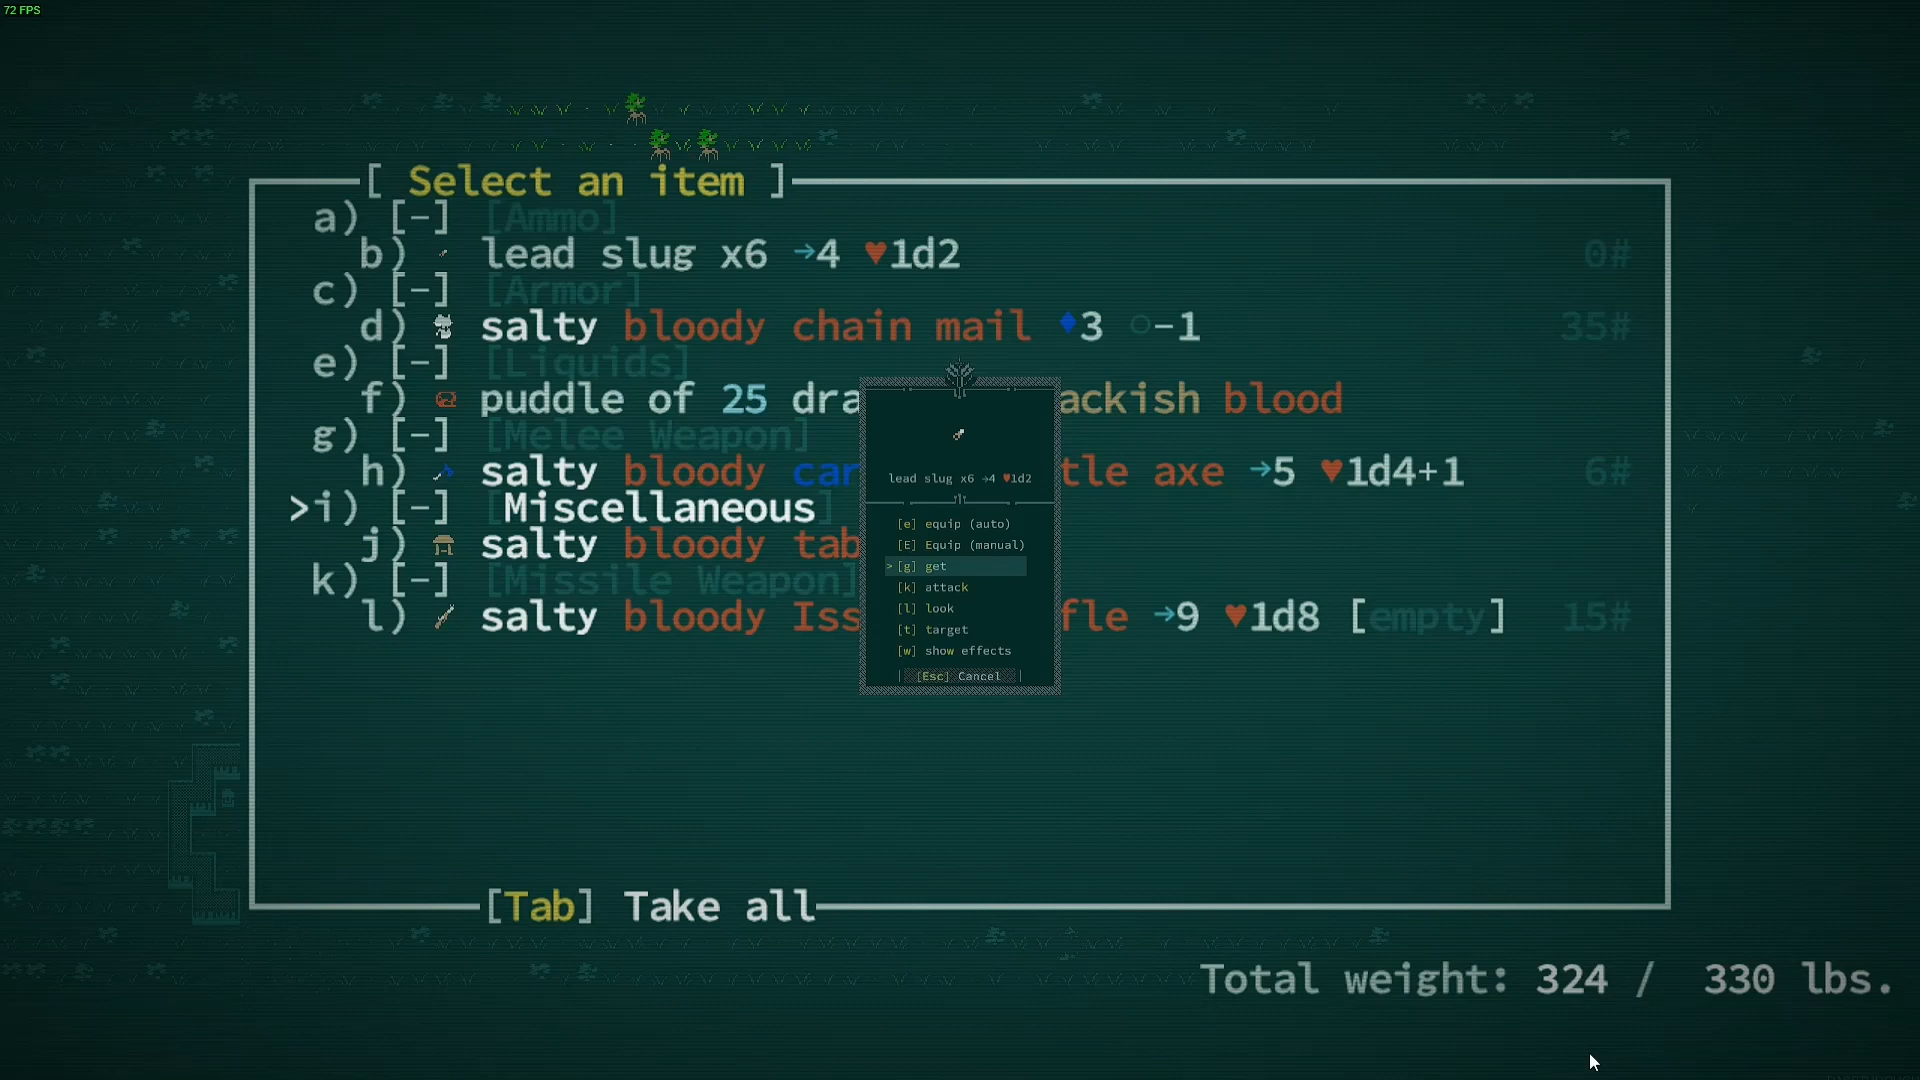 72 FPS
[ Select an item ]
a) [-] [Ammo]
b) lead slug x6 →4 ♥1d2 0#
c) [-] [Armor]
d) salty bloody chain mail ♦3 ○-1 35#
e) [-] [Liquids]
f) puddle of 25 dra ackish blood
g) [-] [Melee Weapon]
h) salty bloody car tle axe →5 ♥1d4+1 6#
>i) [-] [Miscellaneous]
j) salty bloody tab
k) [-] [Missile Weapon]
l) salty bloody Iss fle →9 ♥1d8 [empty] 15#
lead slug x6 →4 ♥1d2
[e] equip (auto)
[E] Equip (manual)
> [g] get
[k] attack
[l] look
[t] target
[w] show effects
[Esc] Cancel
[Tab] Take all
Total weight: 324 / 330 lbs.